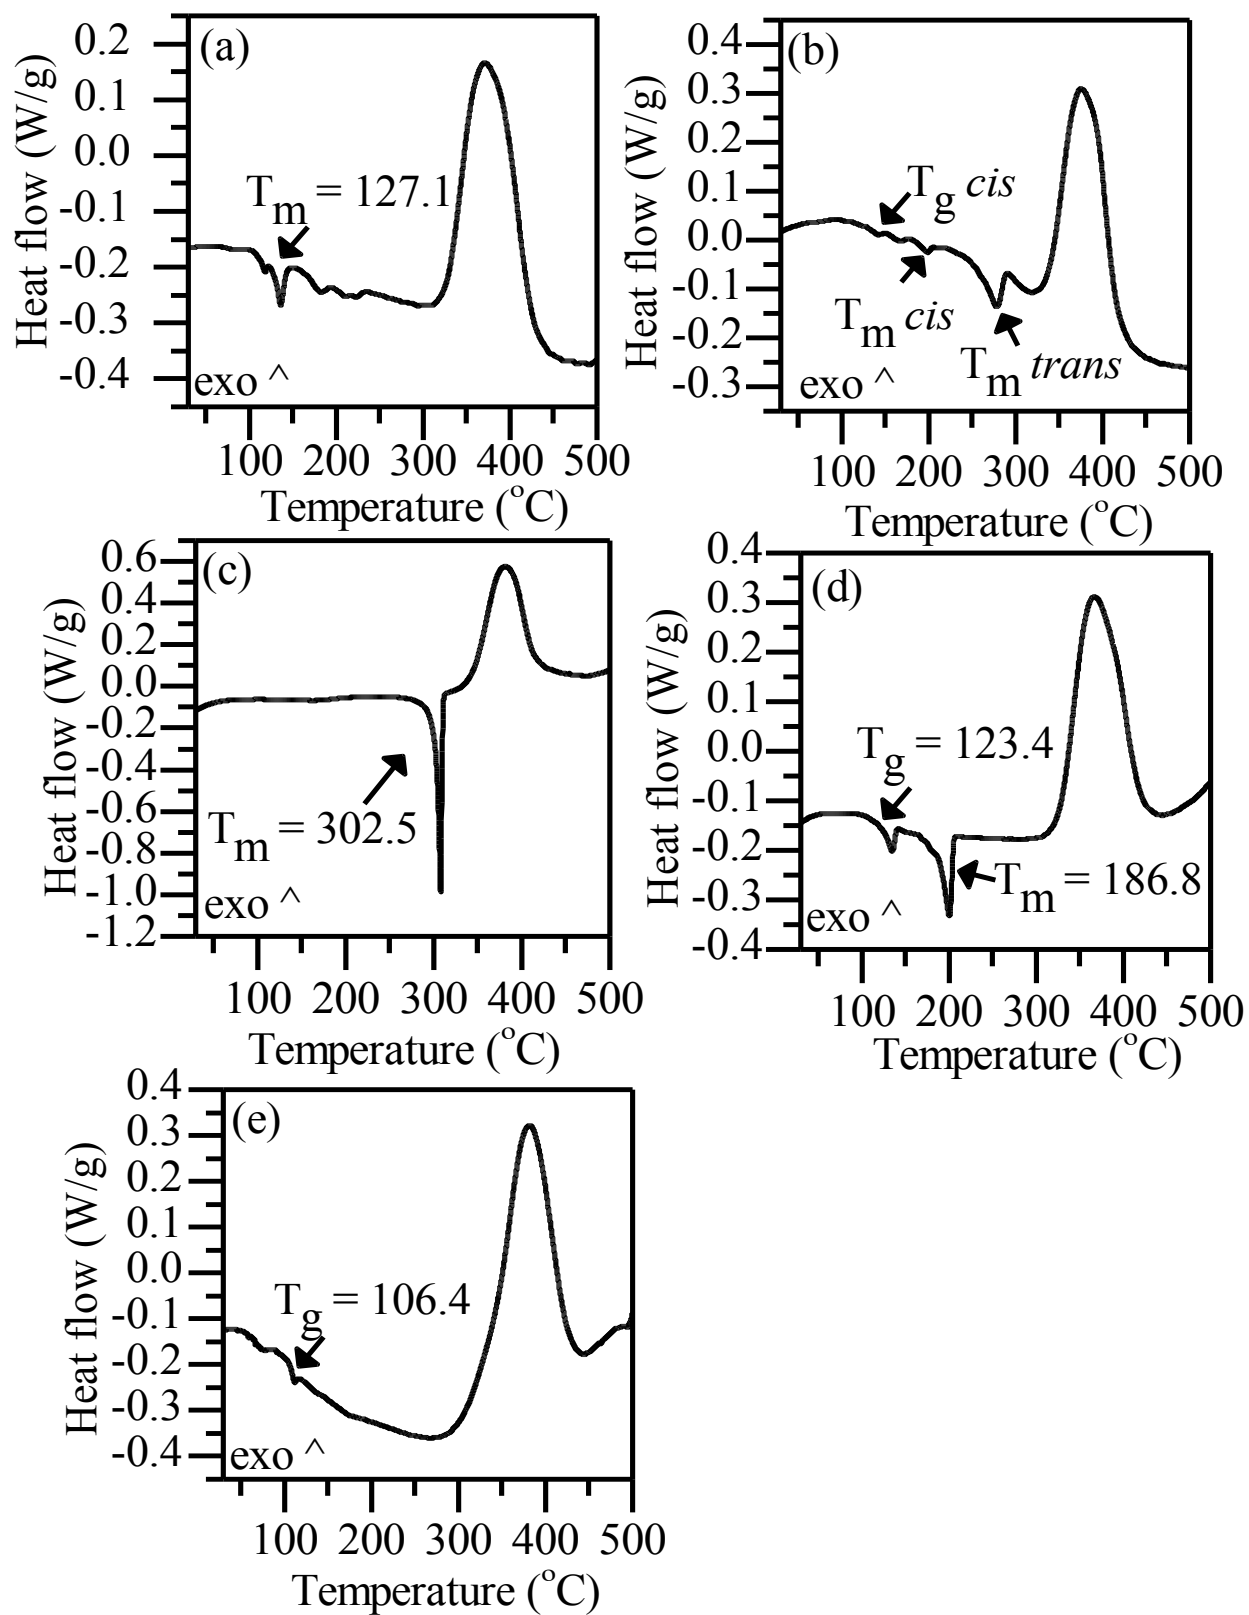 (a)
0.2
0.1
0.0
-0.1
-0.2
-0.3
-0.4
Heat flow (W/g)
Tm = 127.1
exo ^
100 200 300 400 500
Temperature (°C)
(b)
0.4
0.3
0.2
0.1
0.0
-0.1
-0.2
-0.3
Heat flow (W/g)
Tg cis
Tm cis
Tm trans
exo ^
100 200 300 400 500
Temperature (°C)
(c)
0.6
0.4
0.2
0.0
-0.2
-0.4
-0.6
-0.8
-1.0
-1.2
Heat flow (W/g)
Tm = 302.5
exo ^
100 200 300 400 500
Temperature (°C)
(d)
0.4
0.3
0.2
0.1
0.0
-0.1
-0.2
-0.3
-0.4
Heat flow (W/g)
Tg = 123.4
Tm = 186.8
exo ^
100 200 300 400 500
Temperature (°C)
(e)
0.4
0.3
0.2
0.1
0.0
-0.1
-0.2
-0.3
-0.4
Heat flow (W/g)
Tg = 106.4
exo ^
100 200 300 400 500
Temperature (°C)